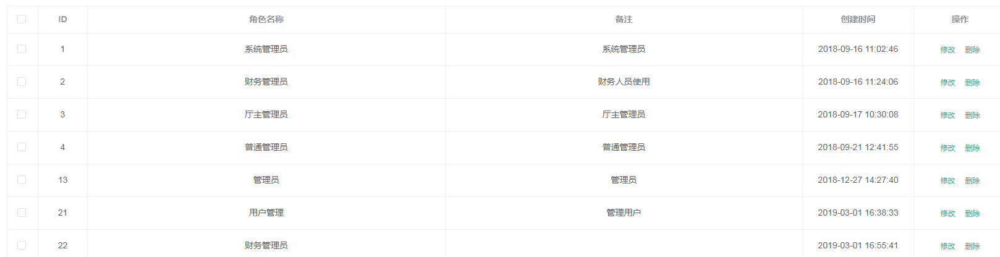 ID 角色名称 备注 创建时间 操作
1 系统管理员 系统管理员 2018-09-16 11:02:46 修改 删除
2 财务管理员 财务人员使用 2018-09-16 11:24:06 修改 删除
3 厅主管理员 厅主管理员 2018-09-17 10:30:08 修改 删除
4 普通管理员 普通管理员 2018-09-21 12:41:55 修改 删除
13 管理员 管理员 2018-12-27 14:27:40 修改 删除
21 用户管理 管理用户 2019-03-01 16:38:33 修改 删除
22 财务管理员 2019-03-01 16:55:41 修改 删除